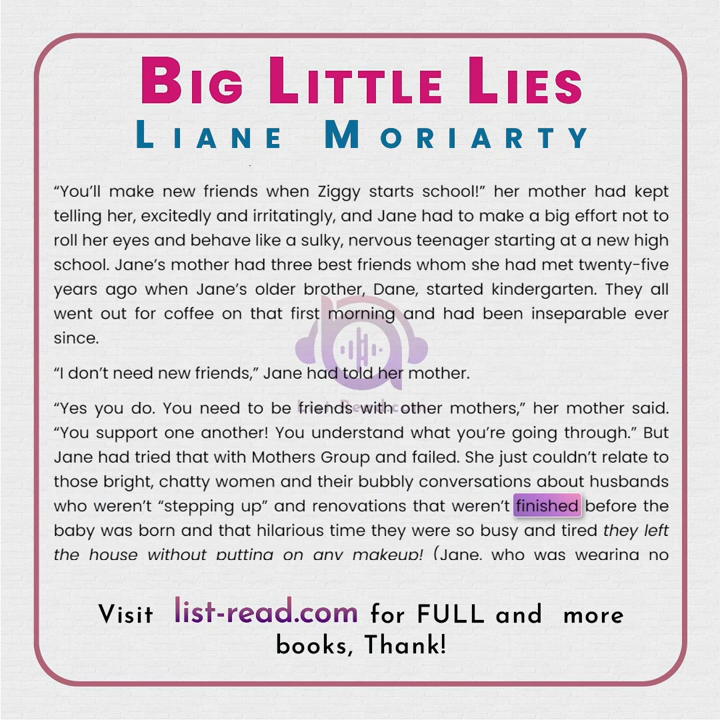 BIG LITTLE LIES
LIANE MORIARTY
“You’ll make new friends when Ziggy starts school!” her mother had kept
telling her, excitedly and irritatingly, and Jane had to make a big effort not to
roll her eyes and behave like a sulky, nervous teenager starting at a new high
school. Jane’s mother had three best friends whom she had met twenty-five
years ago when Jane’s older brother, Dane, started kindergarten. They all
went out for coffee on that first morning and had been inseparable ever
since.
“I don’t need new friends,” Jane had told her mother.
“Yes you do. You need to be friends with other mothers,” her mother said.
“You support one another! You understand what you’re going through.” But
Jane had tried that with Mothers Group and failed. She just couldn’t relate to
those bright, chatty women and their bubbly conversations about husbands
who weren’t “stepping up” and renovations that weren’t finished before the
baby was born and that hilarious time they were so busy and tired they left
the house without putting on any makeup! (Jane, who was wearing no
Visit list-read.com for FULL and more
books, Thank!